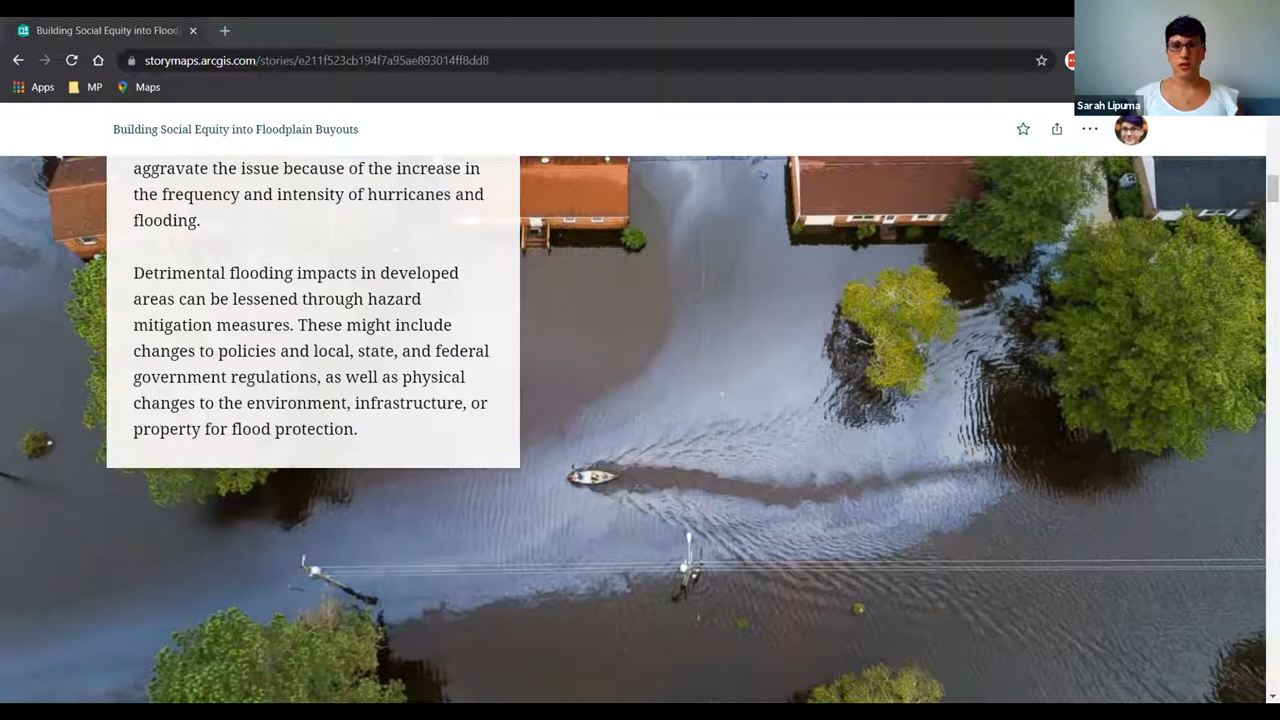 Building Social Equity into Flood
storymaps.arcgis.com/stories/e211f523cb194f7a95ae893014ff8dd8
Apps
MP
Maps
Sarah Lipuma
Building Social Equity into Floodplain Buyouts
aggravate the issue because of the increase in
the frequency and intensity of hurricanes and
flooding.
Detrimental flooding impacts in developed
areas can be lessened through hazard
mitigation measures. These might include
changes to policies and local, state, and federal
government regulations, as well as physical
changes to the environment, infrastructure, or
property for flood protection.